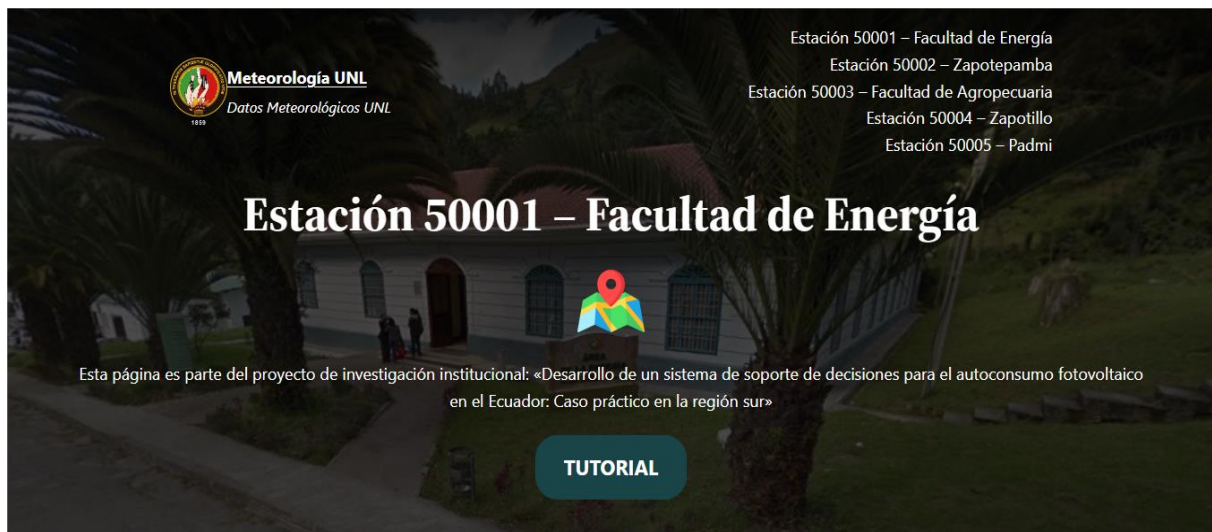 Meteorología UNL
Datos Meteorológicos UNL
1859
Estación 50001 – Facultad de Energía
Estación 50002 – Zapotepamba
Estación 50003 – Facultad de Agropecuaria
Estación 50004 – Zapotillo
Estación 50005 – Padmi
Estación 50001 – Facultad de Energía
ÁREA
Esta página es parte del proyecto de investigación institucional: «Desarrollo de un sistema de soporte de decisiones para el autoconsumo fotovoltaico
en el Ecuador: Caso práctico en la región sur»
TUTORIAL